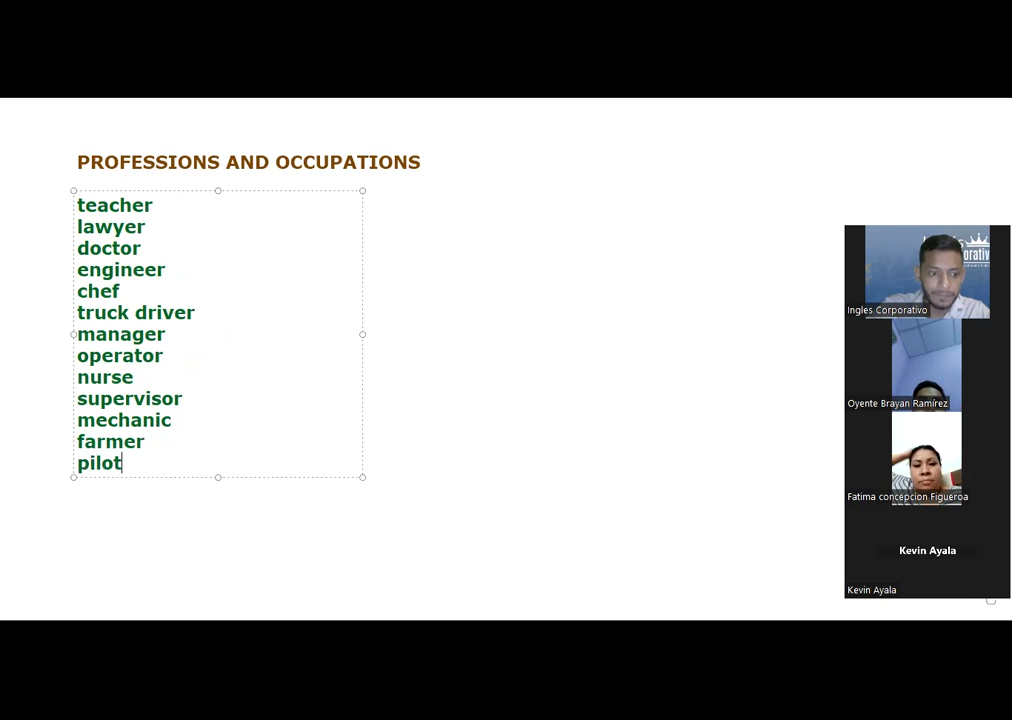 PROFESSIONS AND OCCUPATIONS
teacher
lawyer
doctor
engineer
chef
truck driver
manager
operator
nurse
supervisor
mechanic
farmer
pilot
Ingles Corporativo
Oyente Brayan Ramírez
Fatima concepcion Figueroa
Kevin Ayala
Kevin Ayala